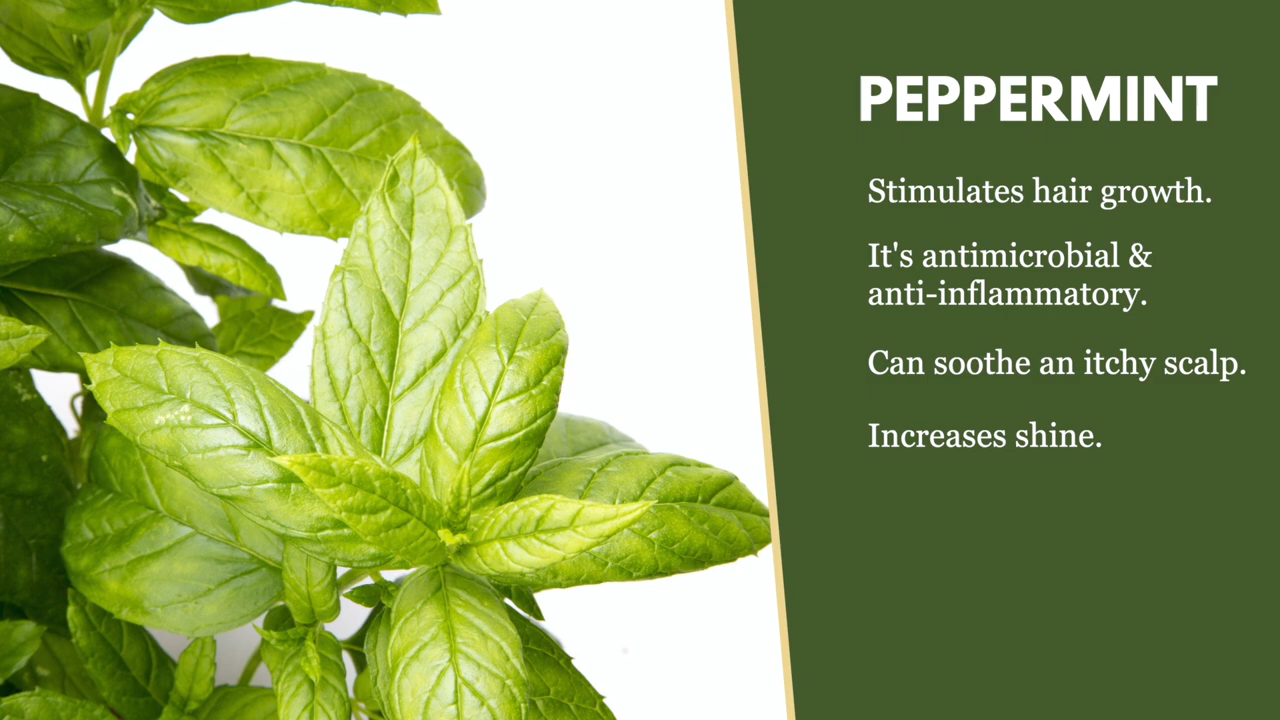 PEPPERMINT
Stimulates hair growth.
It's antimicrobial &
anti-inflammatory.
Can soothe an itchy scalp.
Increases shine.